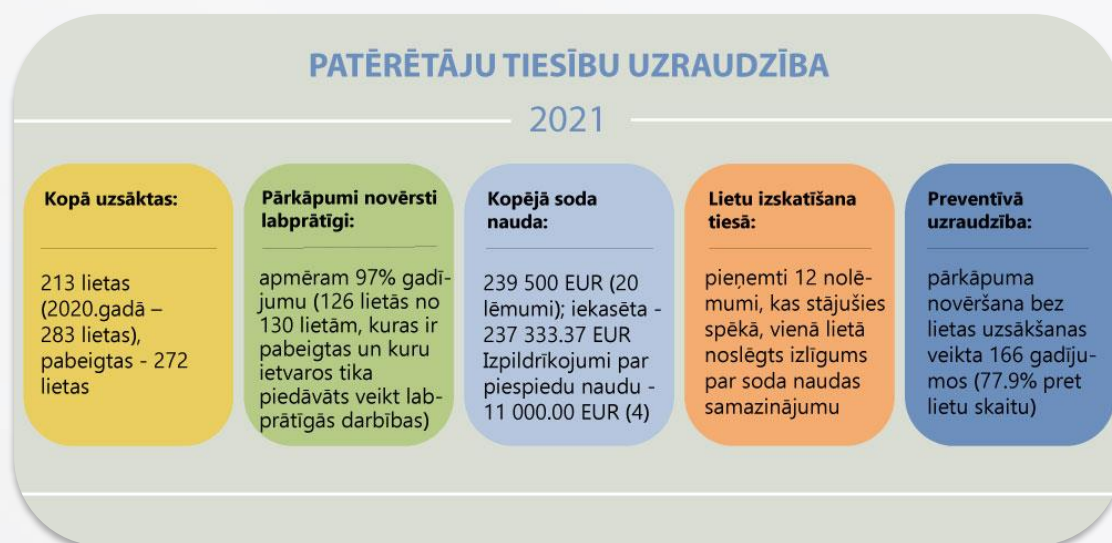 PATĒRĒTĀJU TIESĪBU UZRAUDZĪBA
2021
Kopā uzsāktas:
213 lietas
(2020.gadā –
283 lietas),
pabeigtas - 272
lietas
Pārkāpumi novērsti
labprātīgi:
apmēram 97% gadī-
jumu (126 lietās no
130 lietām, kuras ir
pabeigtas un kuru
ietvaros tika
piedāvāts veikt lab-
prātīgās darbības)
Kopējā soda
nauda:
239 500 EUR (20
lēmumi); iekasēta -
237 333.37 EUR
Izpildrīkojumi par
piespiedu naudu -
11 000.00 EUR (4)
Lietu izskatīšana
tiesā:
pieņemti 12 nolē-
mumi, kas stājušies
spēkā, vienā lietā
noslēgts izlīgums
par soda naudas
samazinājumu
Preventīvā
uzraudzība:
pārkāpuma
novēršana bez
lietas uzsākšanas
veikta 166 gadīju-
mos (77.9% pret
lietu skaitu)